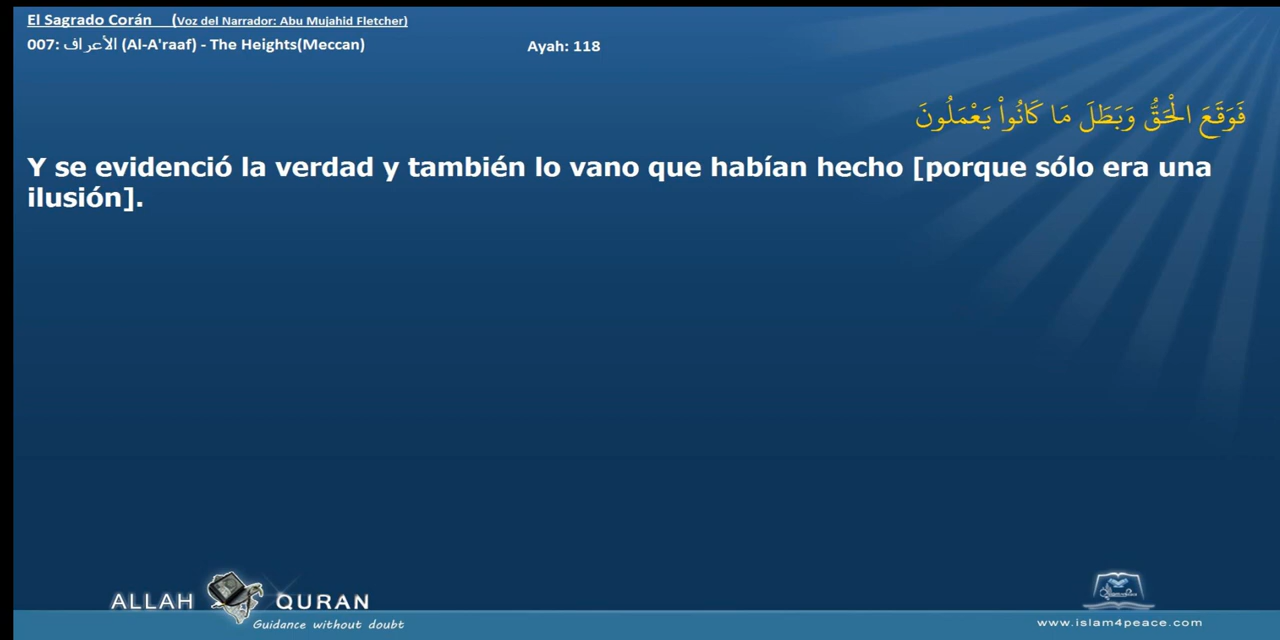 El Sagrado Corán (Voz del Narrador: Abu Mujahid Fletcher)
007: الأعراف (Al-A'raaf) - The Heights(Meccan) Ayah: 118
فَوَقَعَ الْحَقُّ وَبَطَلَ مَا كَانُواْ يَعْمَلُونَ
Y se evidenció la verdad y también lo vano que habían hecho [porque sólo era una
ilusión].
ALLAH QURAN
Guidance without doubt
www.islam4peace.com